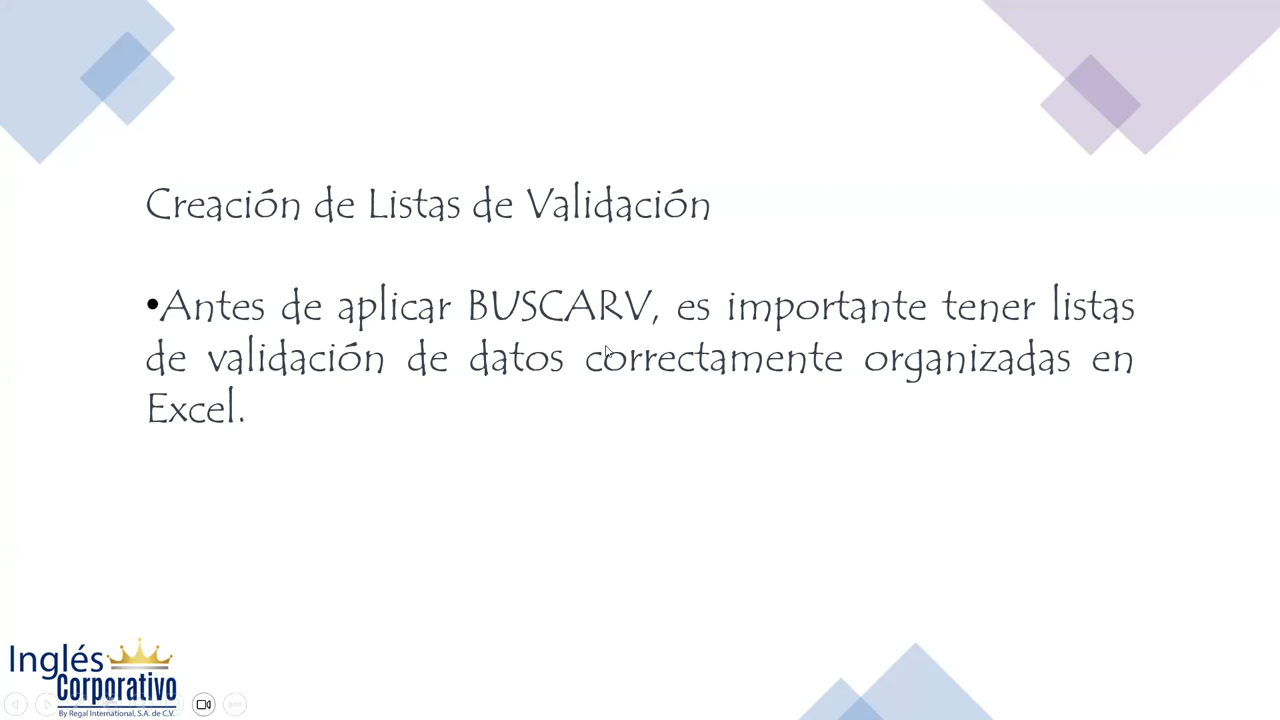 Creación de Listas de Validación
•Antes de aplicar BUSCARV, es importante tener listas
de validación de datos correctamente organizadas en
Excel.
Inglés
Corporativo
By Regal International, S.A. de C.V.